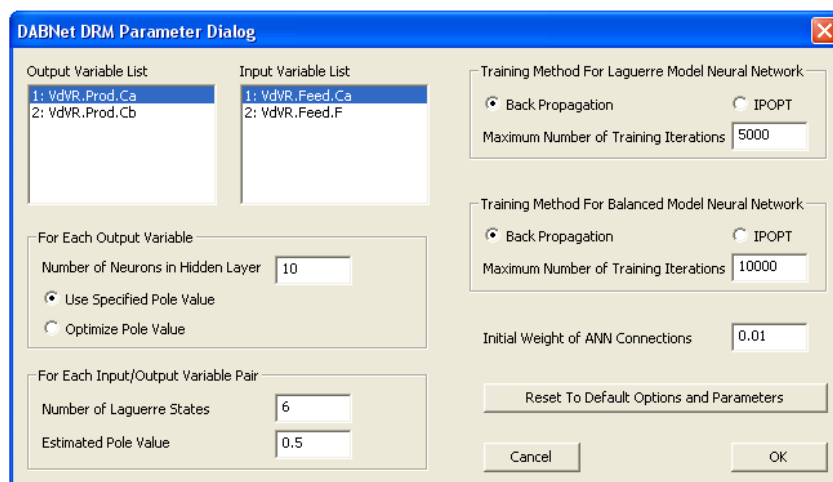 DABNet DRM Parameter Dialog
Output Variable List
1: VdVR.Prod.Ca
2: VdVR.Prod.Cb
Input Variable List
1: VdVR.Feed.Ca
2: VdVR.Feed.F
For Each Output Variable
Number of Neurons in Hidden Layer 10
Use Specified Pole Value
Optimize Pole Value
For Each Input/Output Variable Pair
Number of Laguerre States 6
Estimated Pole Value 0.5
Training Method For Laguerre Model Neural Network
Back Propagation IPOPT
Maximum Number of Training Iterations 5000
Training Method For Balanced Model Neural Network
Back Propagation IPOPT
Maximum Number of Training Iterations 10000
Initial Weight of ANN Connections 0.01
Reset To Default Options and Parameters
Cancel OK